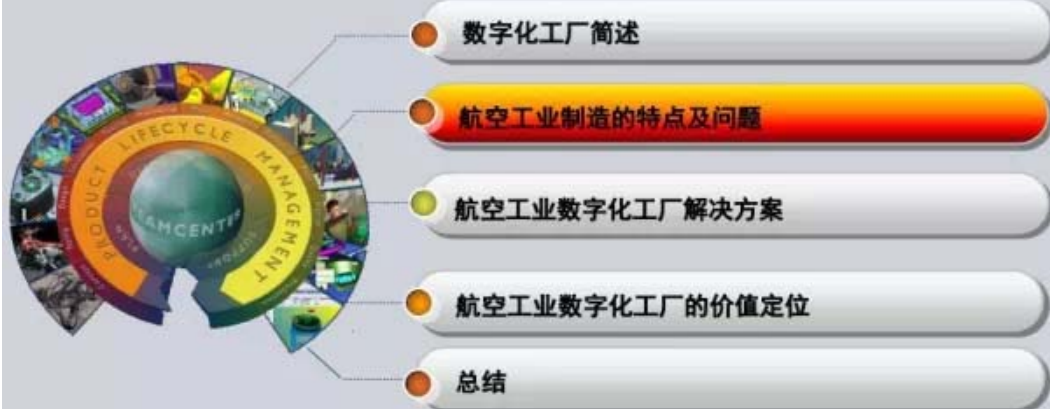 数字化工厂简述
航空工业制造的特点及问题
航空工业数字化工厂解决方案
航空工业数字化工厂的价值定位
总结
PRODUCT LIFECYCLE MANAGEMENT
TEAMCENTER
PLAN
SUPPORT